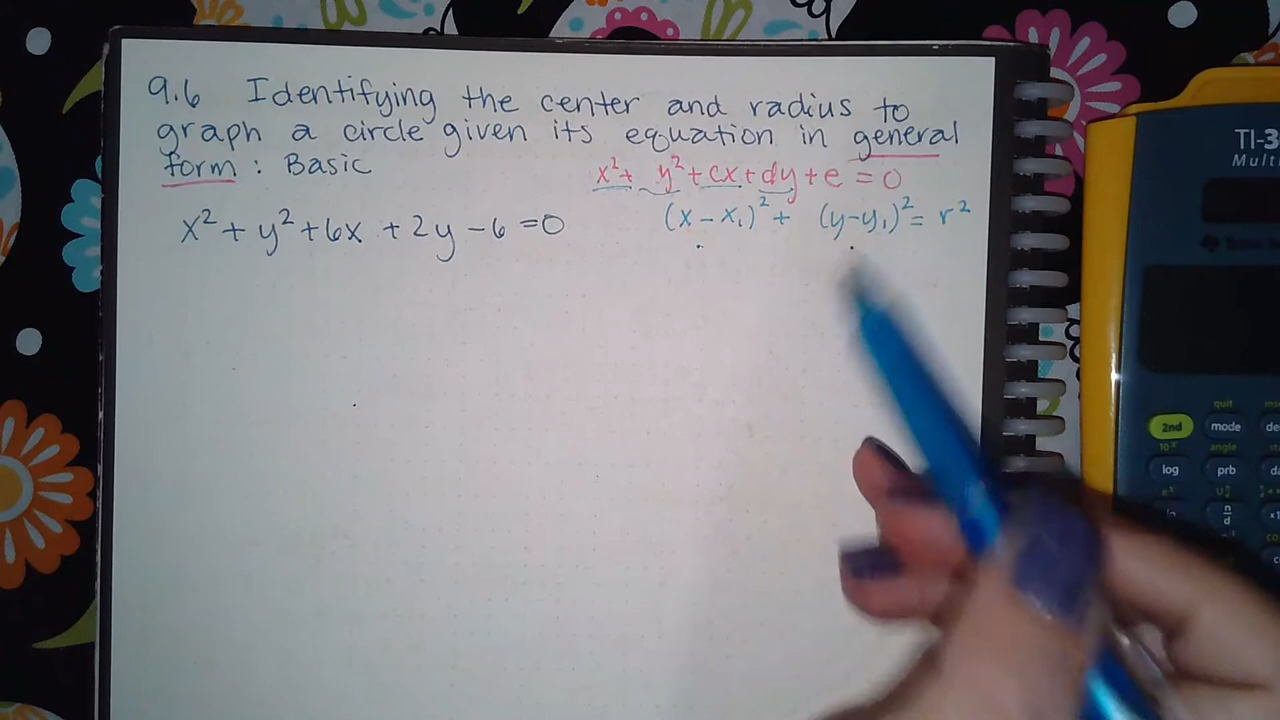 9.6 Identifying the center and radius to
graph a circle given its equation in general
form : Basic
x² + y² + cx + dy + e = 0
x² + y² + 6x + 2y - 6 = 0
(x - x₁)² + (y - y₁)² = r²
TI-3
Multi
quit
2nd
mode
angle
log
prb
n
d